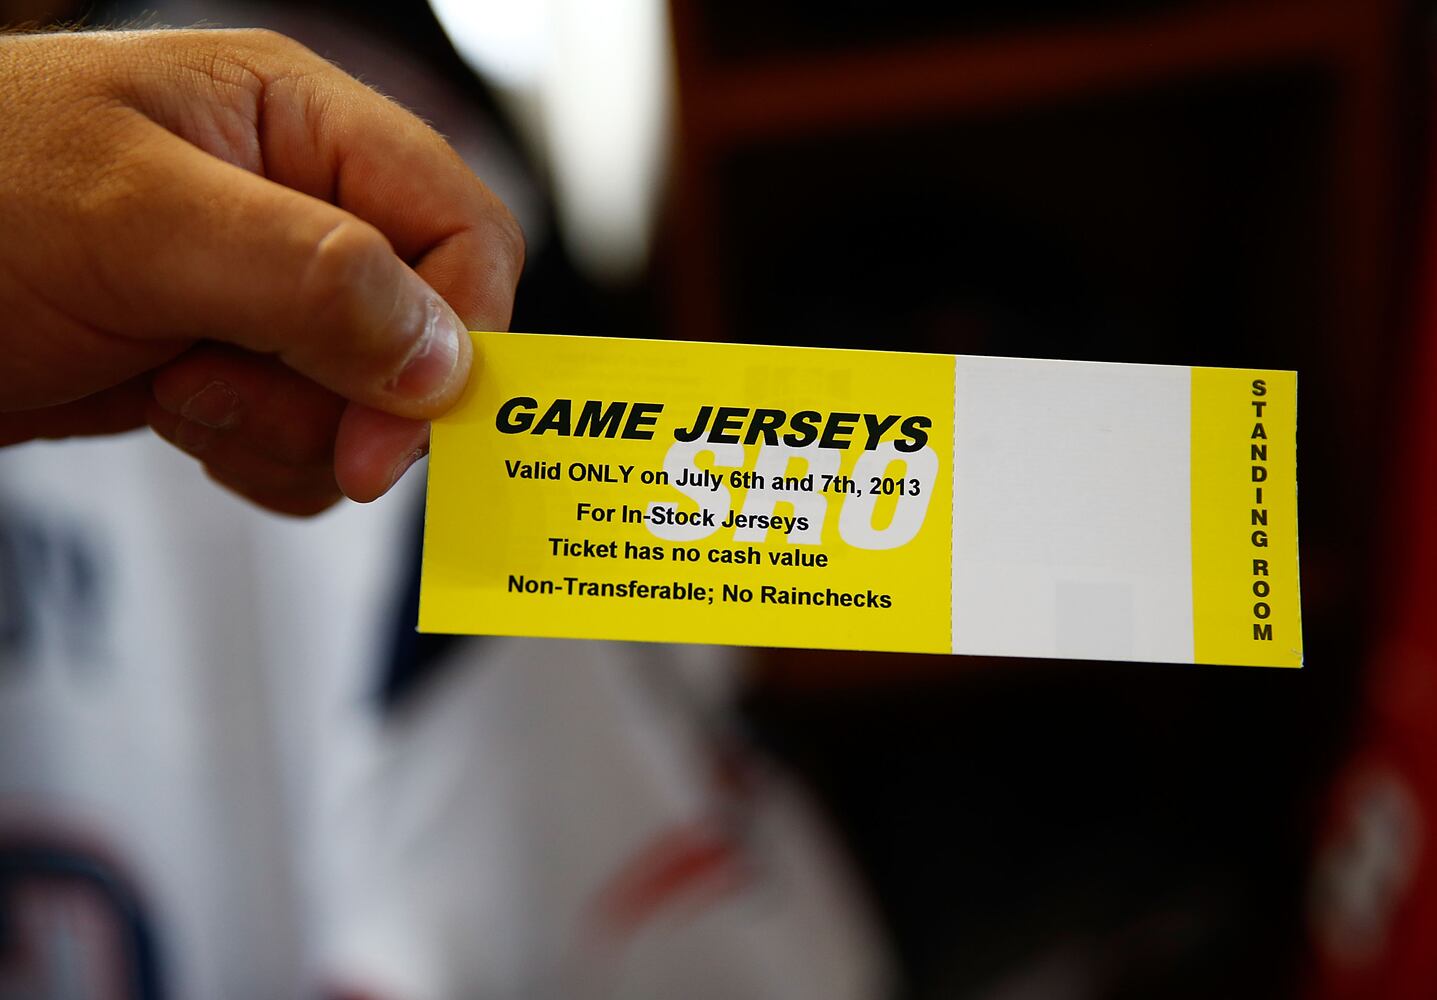 GAME JERSEYS
SRO
Valid ONLY on July 6th and 7th, 2013
For In-Stock Jerseys
Ticket has no cash value
Non-Transferable; No Rainchecks
STANDING ROOM